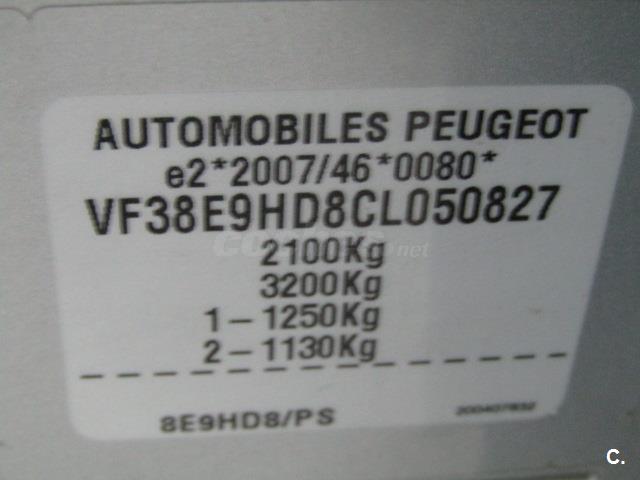 AUTOMOBILES PEUGEOT
e2*2007/46*0080*
VF38E9HD8CL050827
2100Kg
3200Kg
1-1250Kg
2-1130Kg
8E9HD8/PS
C.